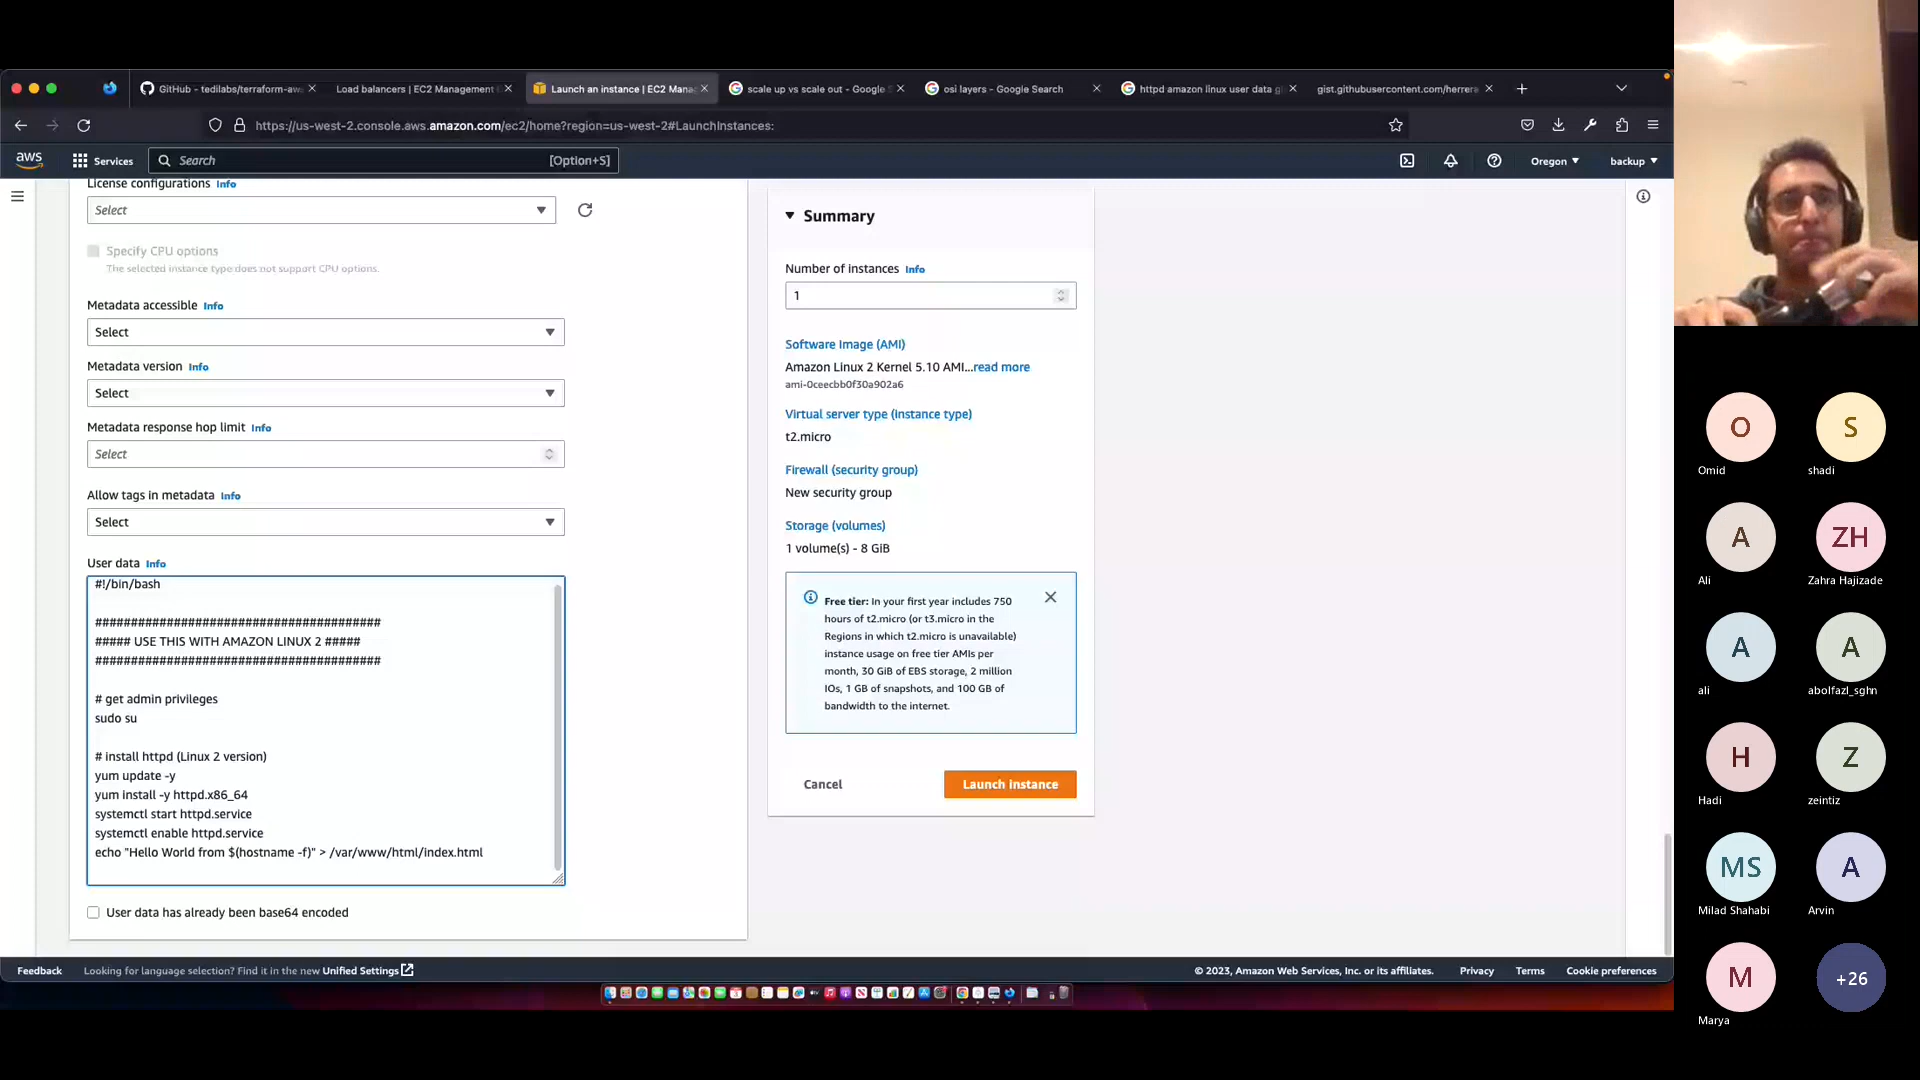 GitHub - tedilabs/terraform-aw
Load balancers | EC2 Management
Launch an instance | EC2 Mana
scale up vs scale out - Google S
osi layers - Google Search
httpd amazon linux user data gi
gist.githubusercontent.com/herrer
https://us-west-2.console.aws.amazon.com/ec2/home?region=us-west-2#LaunchInstances:
aws
Services
Search
[Option+S]
Oregon
backup
License configurations Info
Select
Specify CPU options
The selected instance type does not support CPU options.
Metadata accessible Info
Select
Metadata version Info
Select
Metadata response hop limit Info
Select
Allow tags in metadata Info
Select
User data Info
#!/bin/bash
########################################
##### USE THIS WITH AMAZON LINUX 2 #####
########################################
# get admin privileges
sudo su
# install httpd (Linux 2 version)
yum update -y
yum install -y httpd.x86_64
systemctl start httpd.service
systemctl enable httpd.service
echo "Hello World from $(hostname -f)" > /var/www/html/index.html
User data has already been base64 encoded
Summary
Number of instances Info
1
Software Image (AMI)
Amazon Linux 2 Kernel 5.10 AMI...read more
ami-0ceecbb0f30a902a6
Virtual server type (instance type)
t2.micro
Firewall (security group)
New security group
Storage (volumes)
1 volume(s) - 8 GiB
Free tier: In your first year includes 750
hours of t2.micro (or t3.micro in the
Regions in which t2.micro is unavailable)
instance usage on free tier AMIs per
month, 30 GiB of EBS storage, 2 million
IOs, 1 GB of snapshots, and 100 GB of
bandwidth to the internet.
Cancel
Launch instance
Feedback
Looking for language selection? Find it in the new Unified Settings
© 2023, Amazon Web Services, Inc. or its affiliates.
Privacy
Terms
Cookie preferences
O
Omid
S
shadi
A
Ali
ZH
Zahra Hajizade
A
ali
A
abolfazl_sghn
H
Hadi
Z
zeintiz
MS
Milad Shahabi
A
Arvin
M
Marya
+26